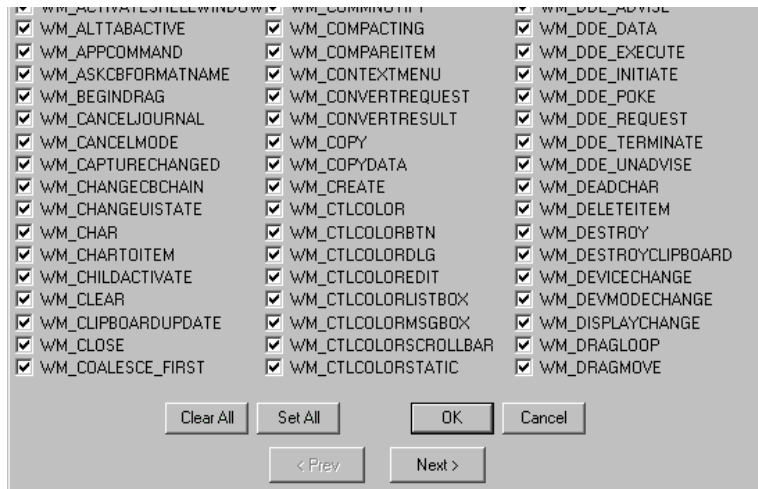 WM_ALTTABACTIVE WM_COMPACTING WM_DDE_DATA
WM_APPCOMMAND WM_COMPAREITEM WM_DDE_EXECUTE
WM_ASKCBFORMATNAME WM_CONTEXTMENU WM_DDE_INITIATE
WM_BEGINDRAG WM_CONVERTREQUEST WM_DDE_POKE
WM_CANCELJOURNAL WM_CONVERTRESULT WM_DDE_REQUEST
WM_CANCELMODE WM_COPY WM_DDE_TERMINATE
WM_CAPTURECHANGED WM_COPYDATA WM_DDE_UNADVISE
WM_CHANGECBCHAIN WM_CREATE WM_DEADCHAR
WM_CHANGEUISTATE WM_CTLCOLOR WM_DELETEITEM
WM_CHAR WM_CTLCOLORBTN WM_DESTROY
WM_CHARTOITEM WM_CTLCOLORDLG WM_DESTROYCLIPBOARD
WM_CHILDACTIVATE WM_CTLCOLOREDIT WM_DEVICECHANGE
WM_CLEAR WM_CTLCOLORLISTBOX WM_DEVMODECHANGE
WM_CLIPBOARDUPDATE WM_CTLCOLORMSGBOX WM_DISPLAYCHANGE
WM_CLOSE WM_CTLCOLORSCROLLBAR WM_DRAGLOOP
WM_COALESCE_FIRST WM_CTLCOLORSTATIC WM_DRAGMOVE
Clear All Set All OK Cancel
< Prev Next >